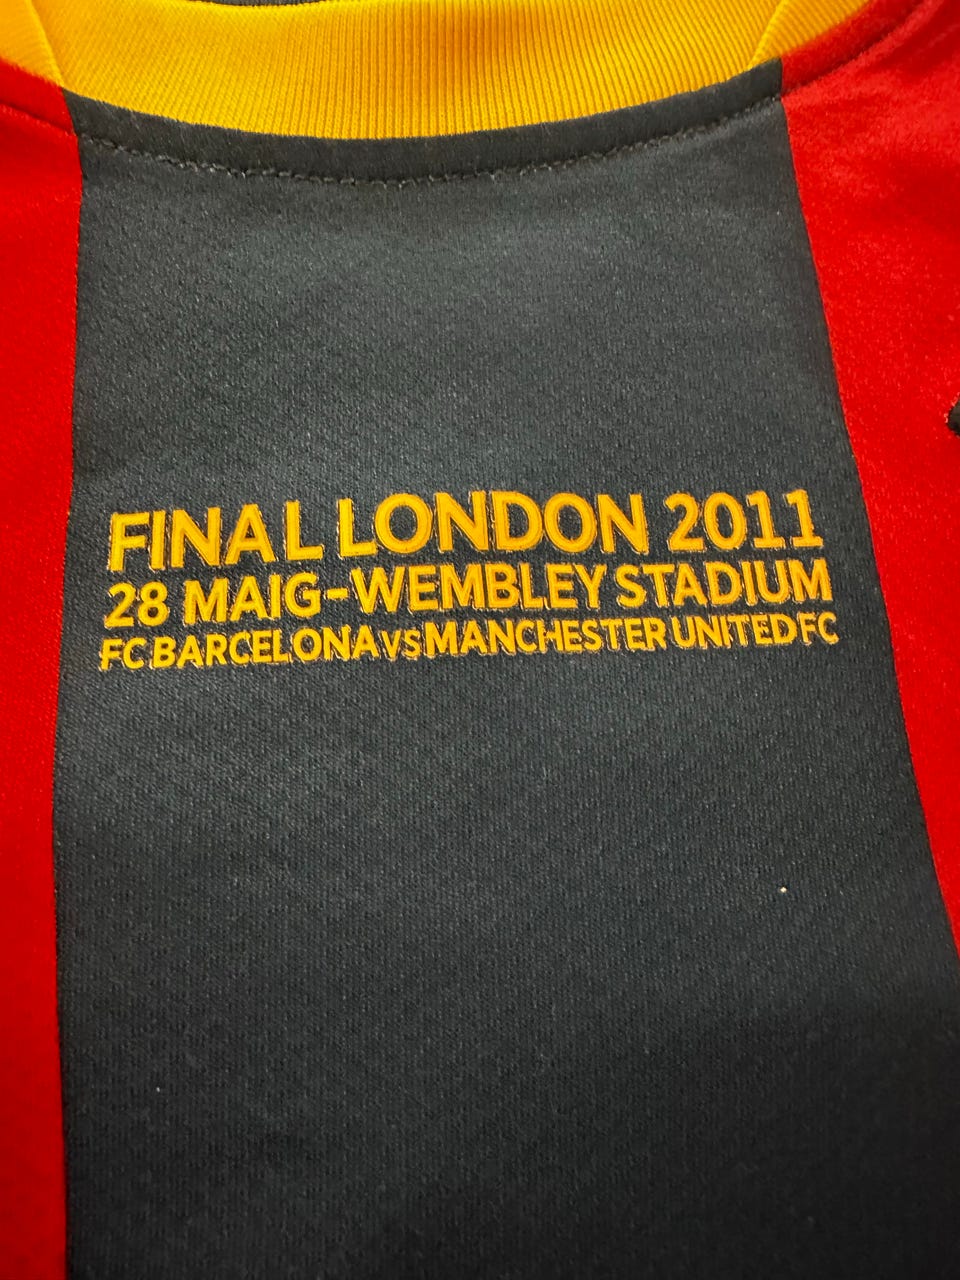 FINAL LONDON 2011
28 MAIG-WEMBLEY STADIUM
FC BARCELONA VS MANCHESTER UNITED FC